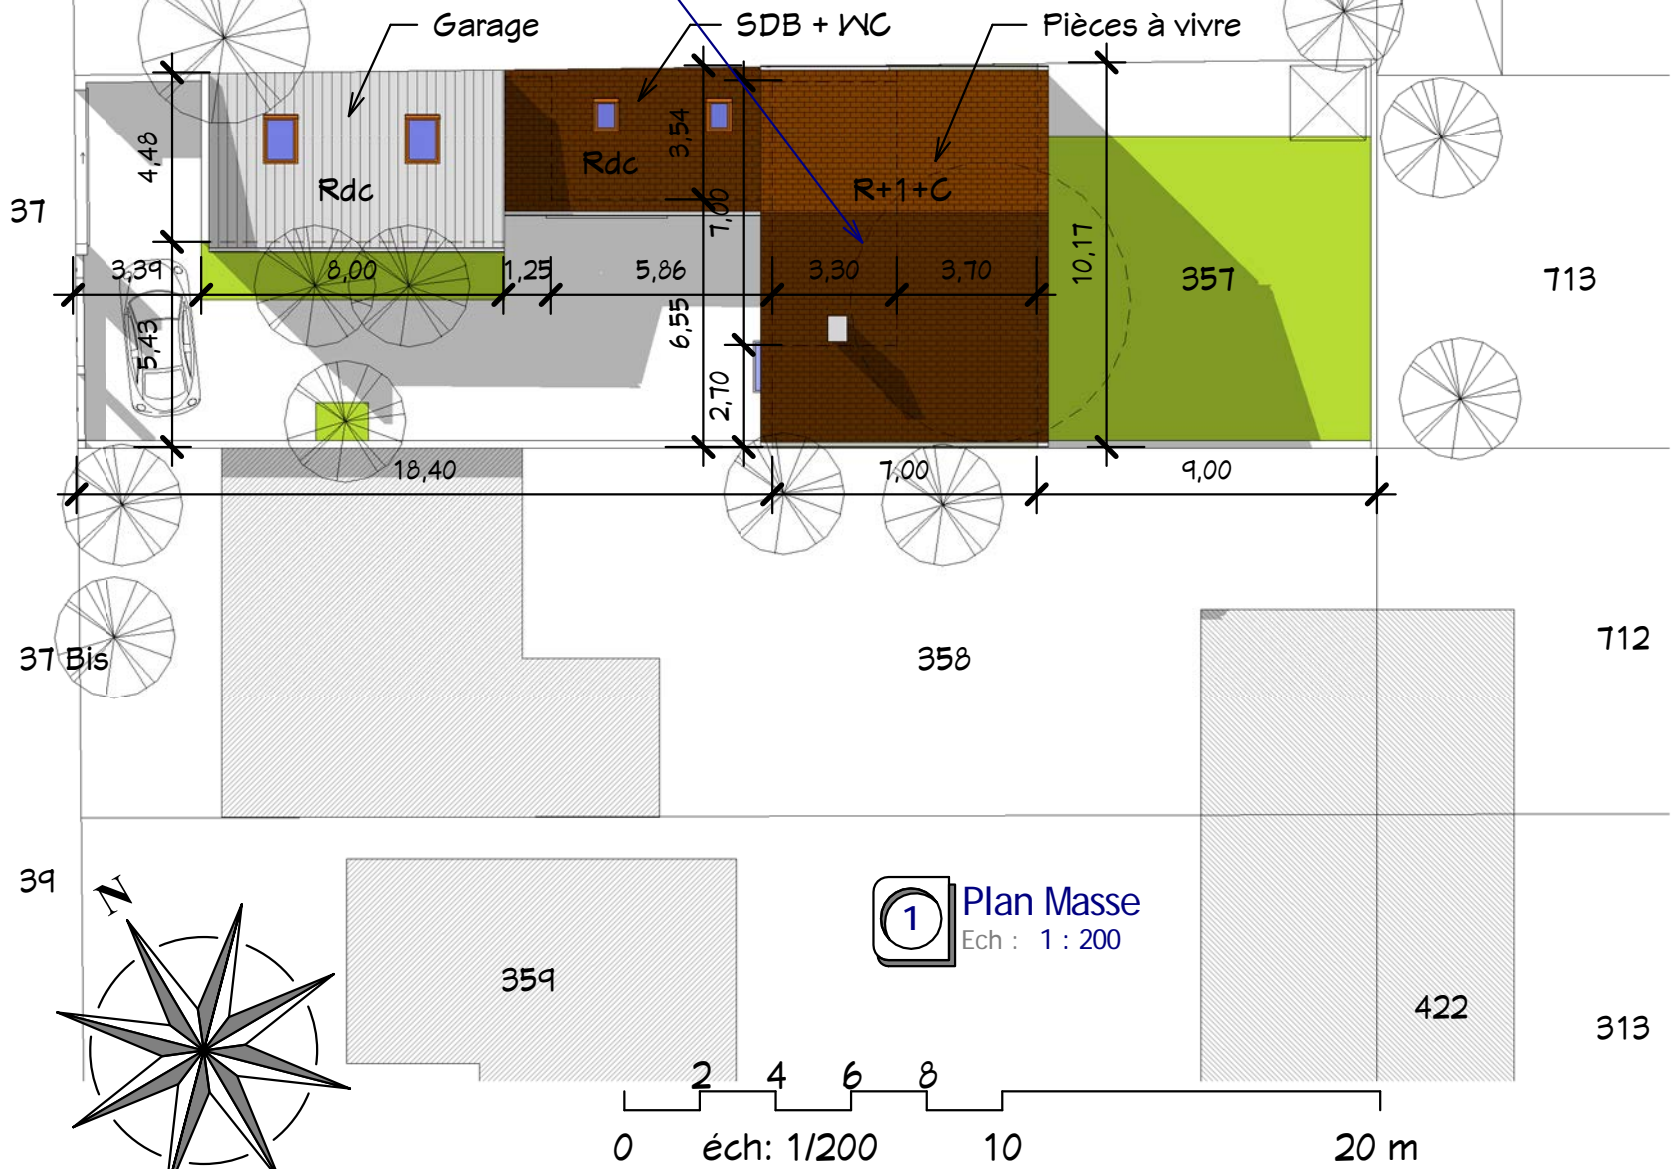 Garage
SDB + WC
Pièces à vivre
4,48
3,54
Rdc
Rdc
R+1+C
37
7,00
10,17
3,39
8,00
1,25
5,86
3,30
3,70
357
713
5,43
6,55
2,70
18,40
7,00
9,00
37 Bis
358
712
39
N
1
Plan Masse
Ech : 1 : 200
359
422
313
2 4 6 8
0 éch: 1/200 10 20 m